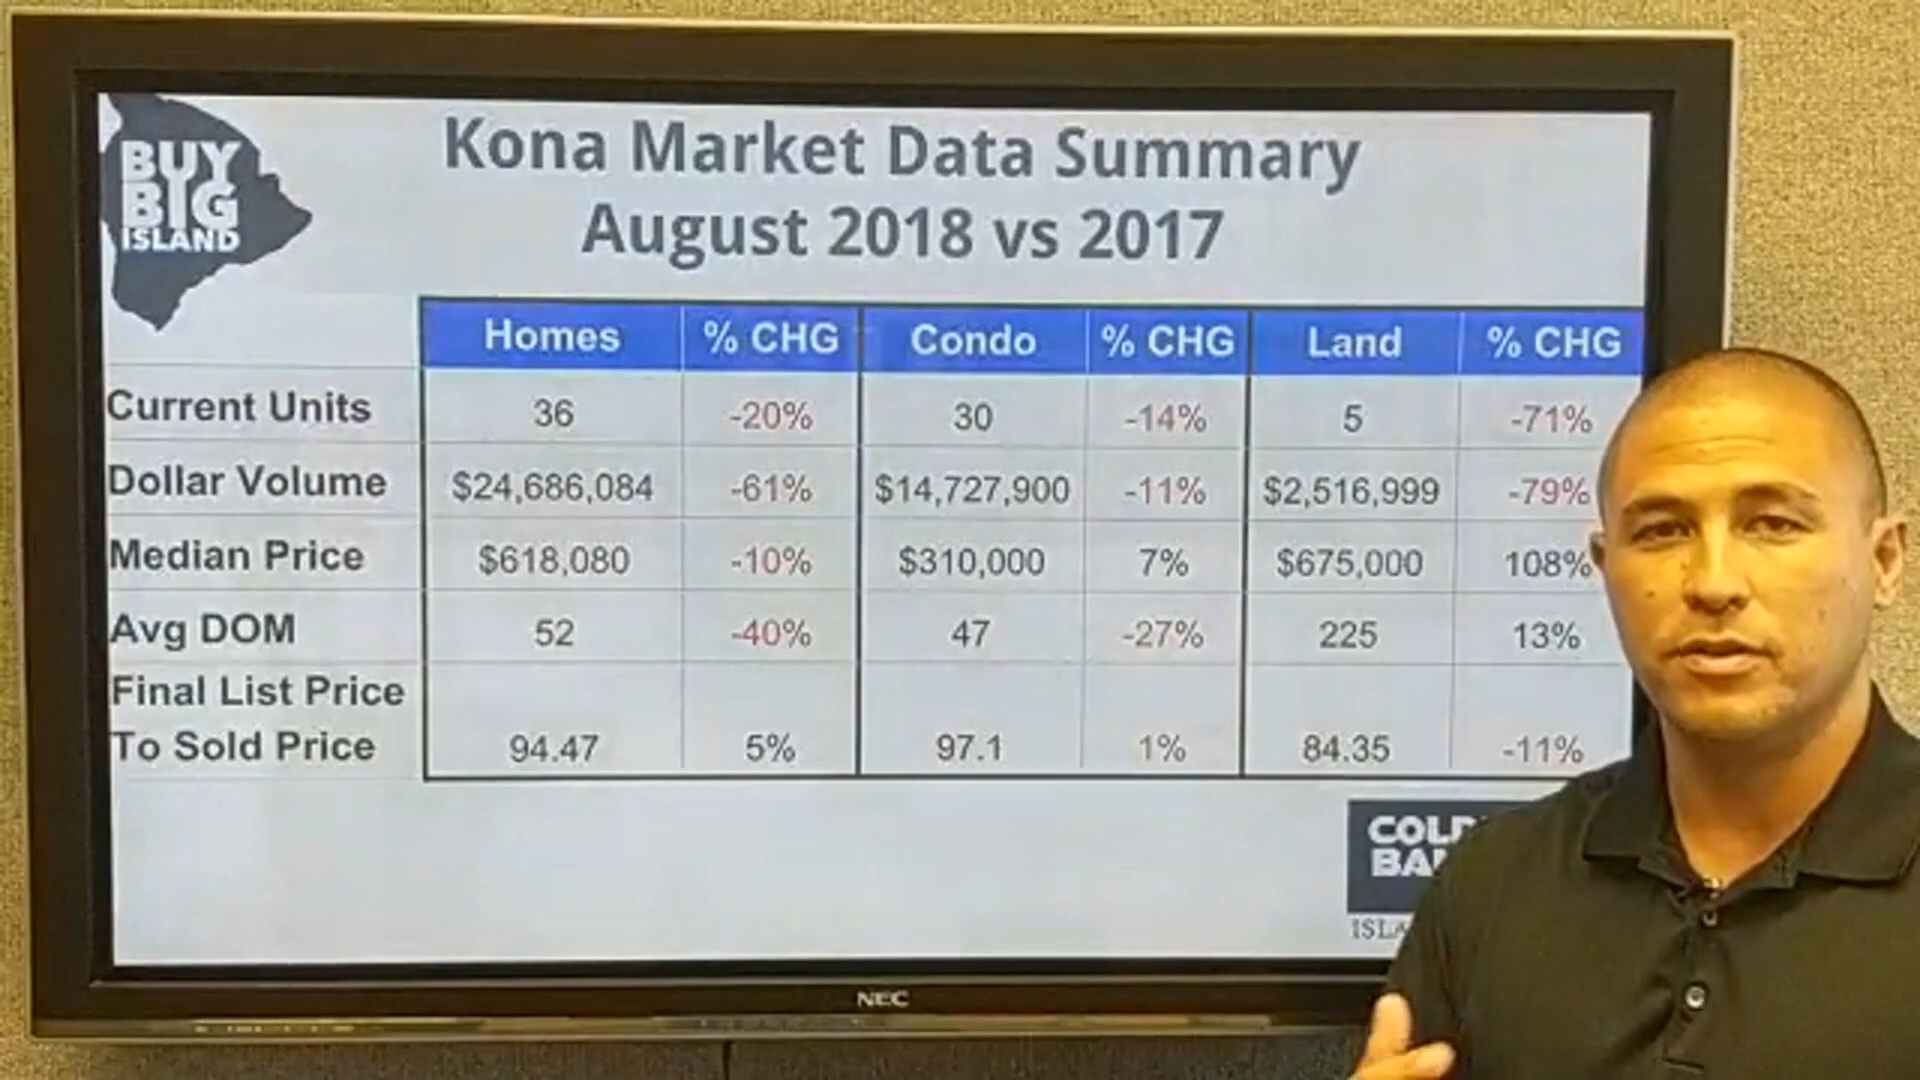 BUY
BIG
ISLAND
Kona Market Data Summary
August 2018 vs 2017
Homes % CHG Condo % CHG Land % CHG
Current Units 36 -20% 30 -14% 5 -71%
Dollar Volume $24,686,084 -61% $14,727,900 -11% $2,516,999 -79%
Median Price $618,080 -10% $310,000 7% $675,000 108%
Avg DOM 52 -40% 47 -27% 225 13%
Final List Price
To Sold Price 94.47 5% 97.1 1% 84.35 -11%
NEC